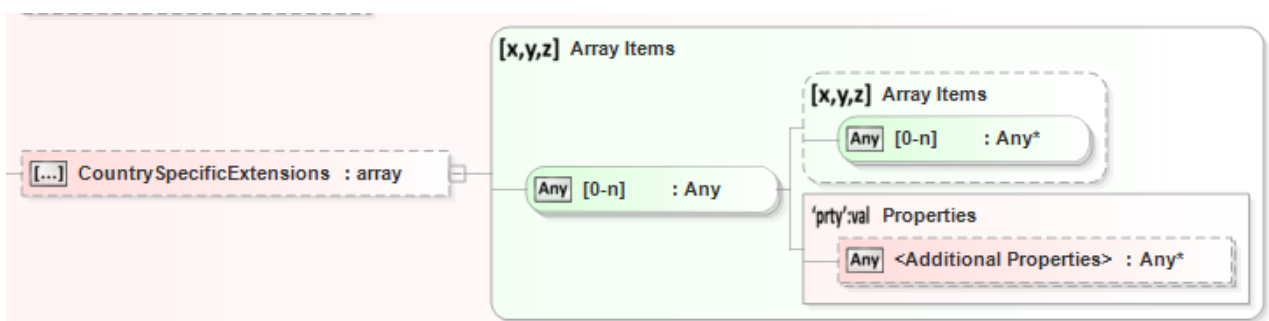 [x,y,z] Array Items
[x,y,z] Array Items
Any [0-n] : Any*
[...] CountrySpecificExtensions : array
Any [0-n] : Any
'prty':val Properties
Any <Additional Properties> : Any*